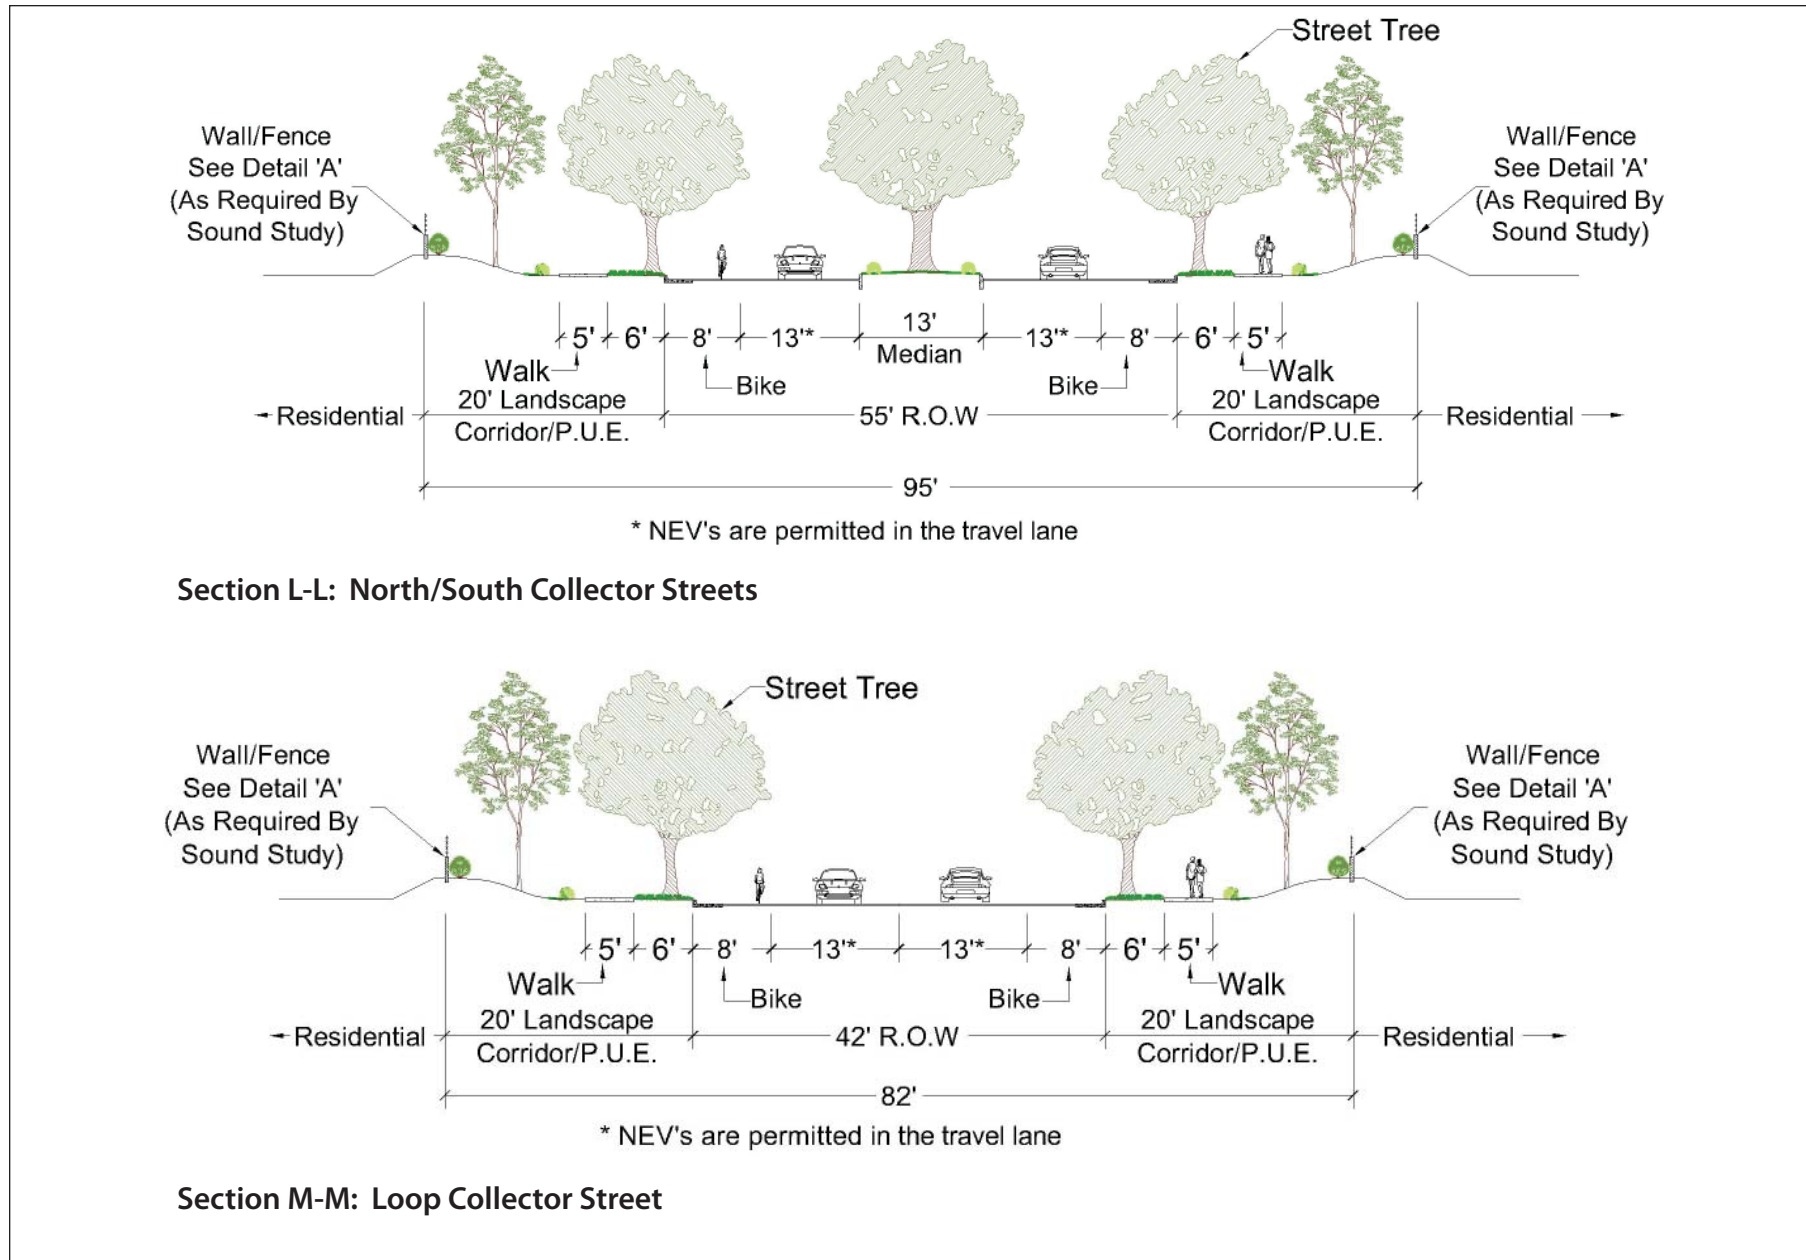 Street Tree
Wall/Fence
See Detail 'A'
(As Required By
Sound Study)
Wall/Fence
See Detail 'A'
(As Required By
Sound Study)
5' 6' 8' 13'* 13' 13'* 8' 6' 5'
Median
Walk Bike Bike Walk
20' Landscape 20' Landscape
Residential 55' R.O.W Residential
Corridor/P.U.E. Corridor/P.U.E.
95'
* NEV's are permitted in the travel lane
Section L-L: North/South Collector Streets
Street Tree
Wall/Fence
See Detail 'A'
(As Required By
Sound Study)
Wall/Fence
See Detail 'A'
(As Required By
Sound Study)
5' 6' 8' 13'* 13'* 8' 6' 5'
Walk Bike Bike Walk
20' Landscape 20' Landscape
Residential 42' R.O.W Residential
Corridor/P.U.E. Corridor/P.U.E.
82'
* NEV's are permitted in the travel lane
Section M-M: Loop Collector Street